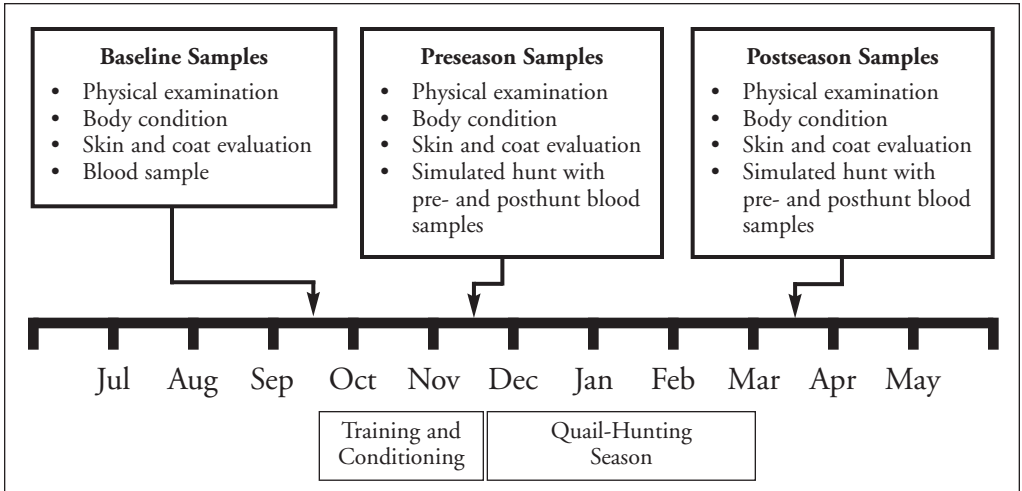 Baseline Samples
• Physical examination
• Body condition
• Skin and coat evaluation
• Blood sample
Preseason Samples
• Physical examination
• Body condition
• Skin and coat evaluation
• Simulated hunt with
pre- and posthunt blood
samples
Postseason Samples
• Physical examination
• Body condition
• Skin and coat evaluation
• Simulated hunt with
pre- and posthunt blood
samples
Jul Aug Sep Oct Nov Dec Jan Feb Mar Apr May
Training and
Conditioning
Quail-Hunting
Season